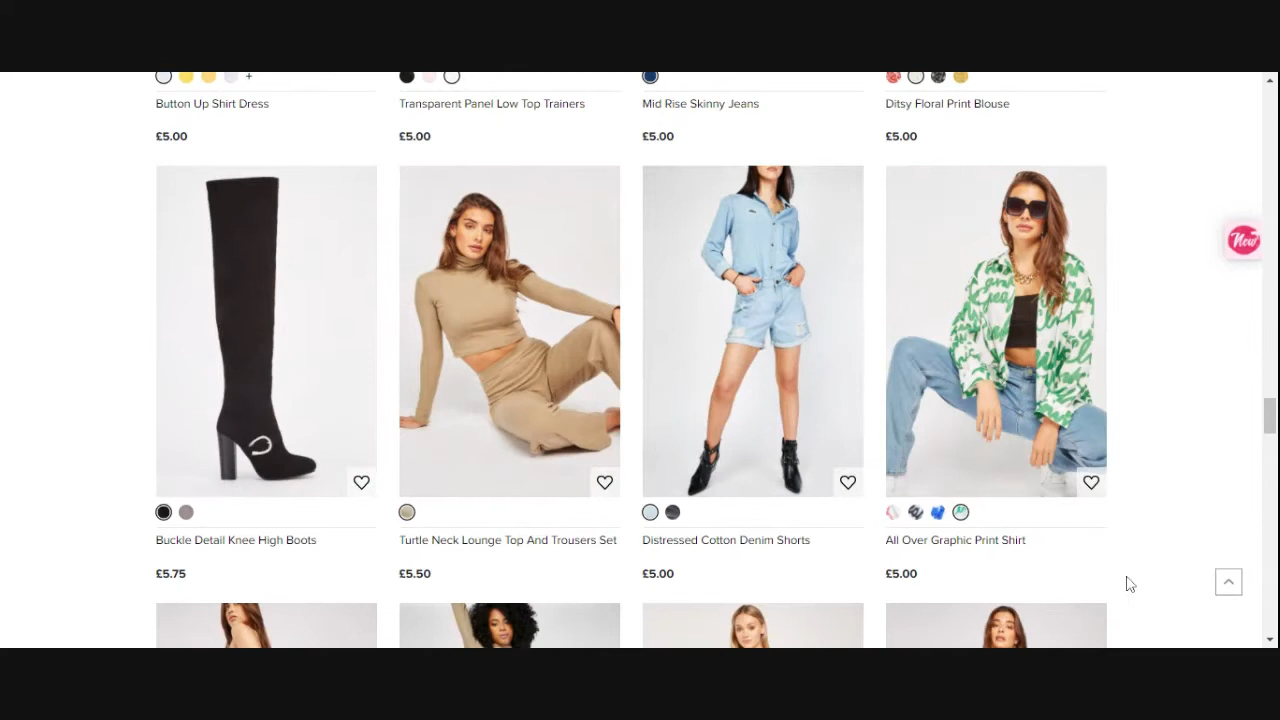 +
Button Up Shirt Dress
Transparent Panel Low Top Trainers
Mid Rise Skinny Jeans
Ditsy Floral Print Blouse
£5.00
£5.00
£5.00
£5.00
New
Buckle Detail Knee High Boots
Turtle Neck Lounge Top And Trousers Set
Distressed Cotton Denim Shorts
All Over Graphic Print Shirt
£5.75
£5.50
£5.00
£5.00